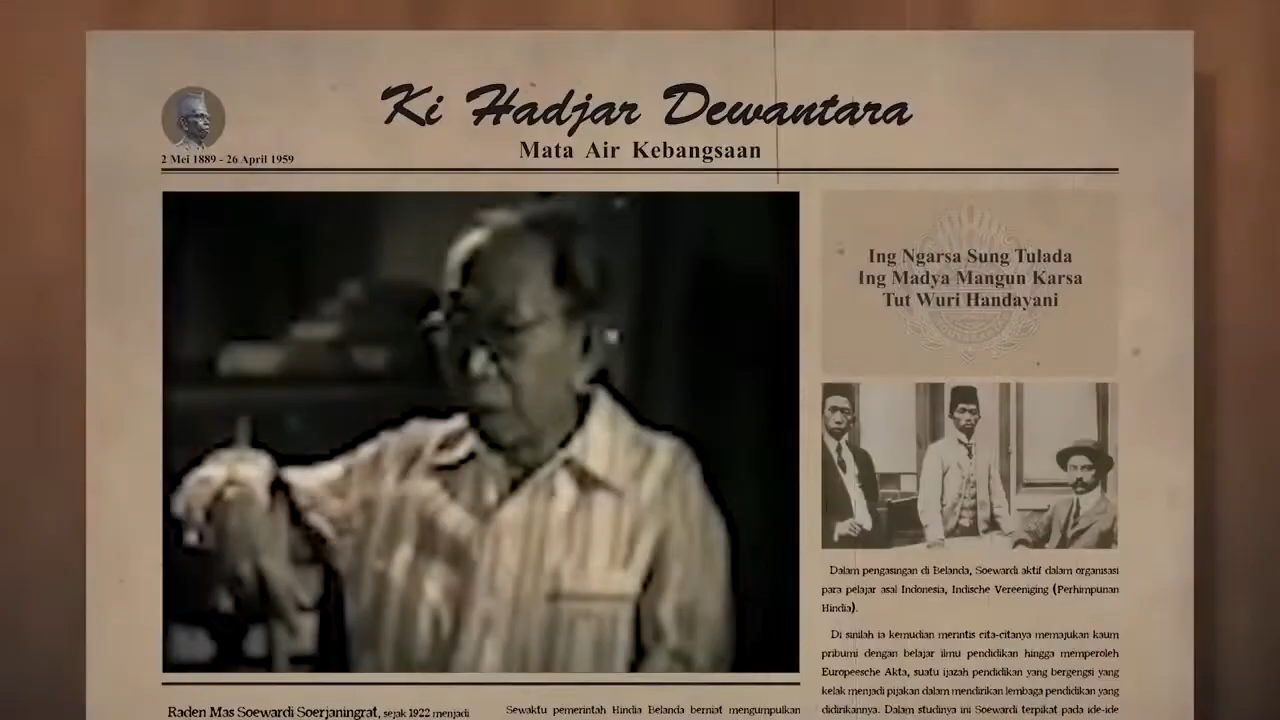 Ki Hadjar Dewantara
Mata Air Kebangsaan
2 Mei 1889 - 26 April 1959
Ing Ngarsa Sung Tulada
Ing Madya Mangun Karsa
Tut Wuri Handayani
Dalam pengasingan di Belanda, Soewardi aktif dalam organisasi
para pelajar asal Indonesia, Indische Vereeniging (Perhimpunan
Hindia).
Di sinilah ia kemudian merintis cita-citanya memajukan kaum
pribumi dengan belajar ilmu pendidikan hingga memperoleh
Europeesche Akta, suatu ijazah pendidikan yang bergengsi yang
kelak menjadi pijakan dalam mendirikan lembaga pendidikan yang
didirikannya. Dalam studinya ini Soewardi terpikat pada ide-ide
Raden Mas Soewardi Soerjaningrat, sejak 1922 menjadi
Sewaktu pemerintah Hindia Belanda berniat mengumpulkan